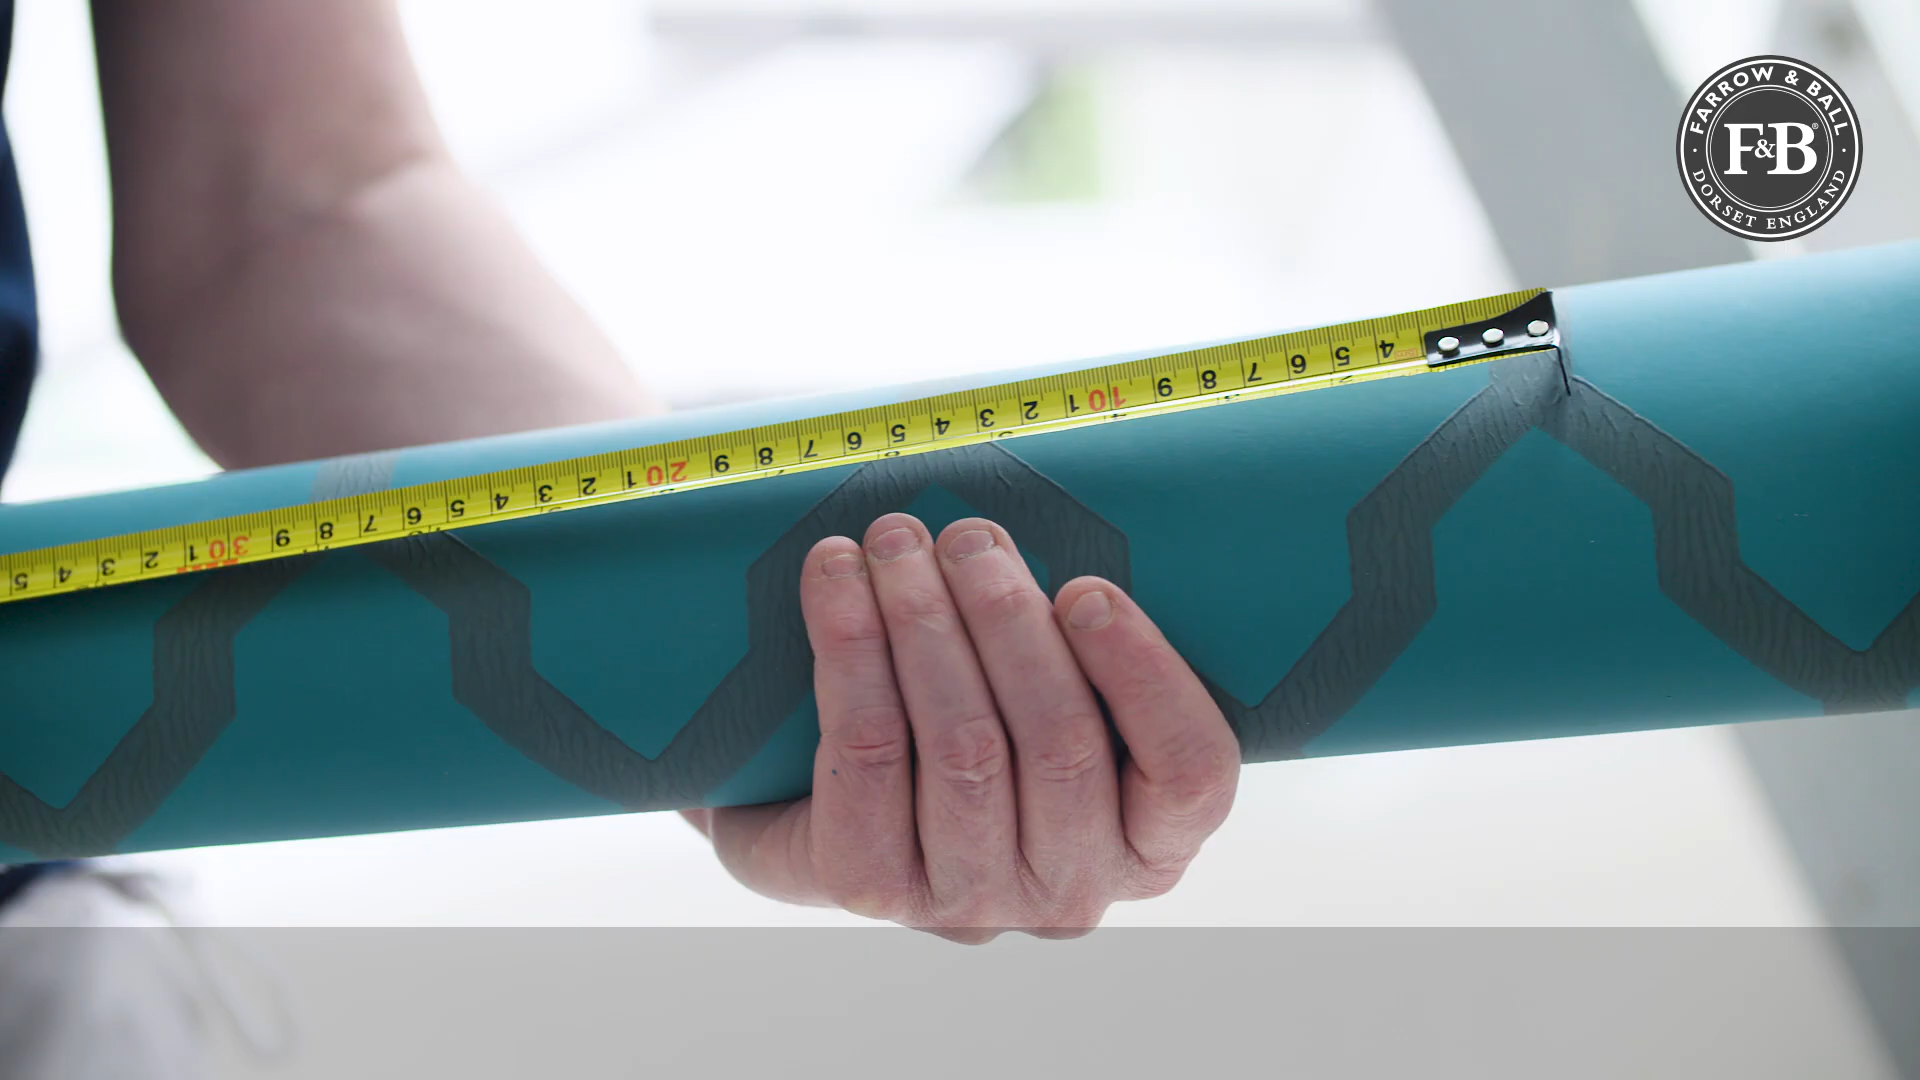 FARROW & BALL
F&B®
DORSET ENGLAND
4 5 6 7 8 9 10 1 2 3 4 5 6 7 8 9 20 1 2 3 4 5 6 7 8 9 30 1 2 3 4 5